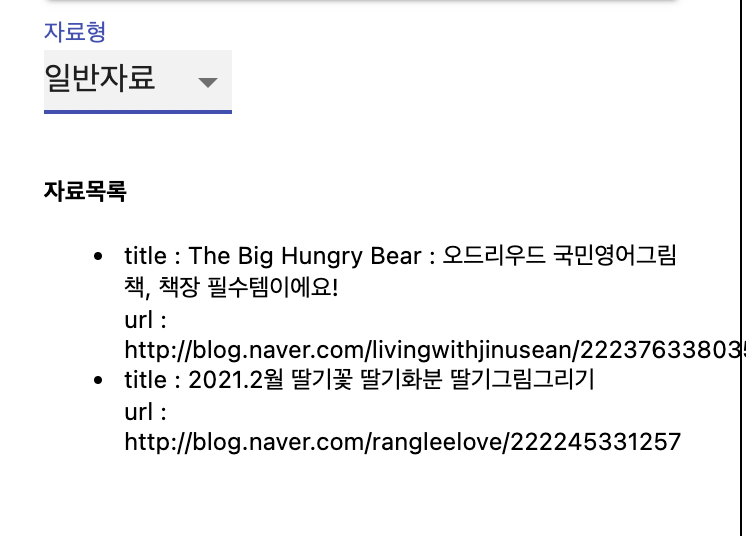 자료형
일반자료
자료목록
title : The Big Hungry Bear : 오드리우드 국민영어그림
책, 책장 필수템이에요!
url :
http://blog.naver.com/livingwithjinusean/222376338035
title : 2021.2월 딸기꽃 딸기화분 딸기그림그리기
url :
http://blog.naver.com/rangleelove/222245331257